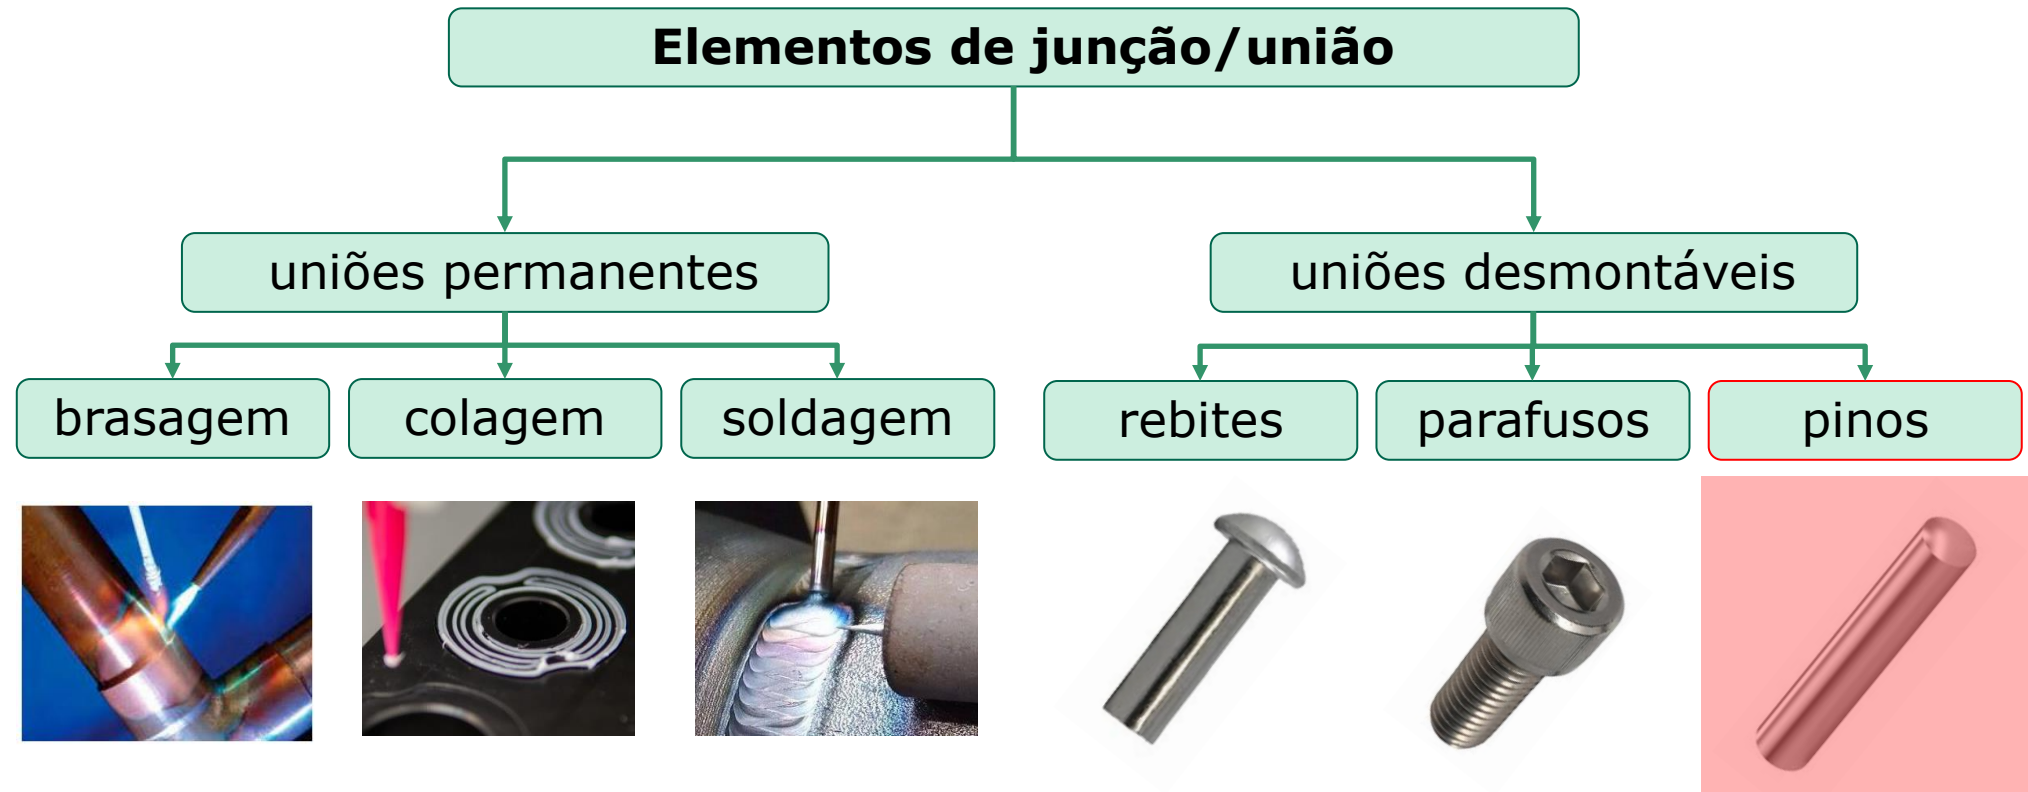 Elementos de junção/união
uniões permanentes
uniões desmontáveis
brasagem
colagem
soldagem
rebites
parafusos
pinos